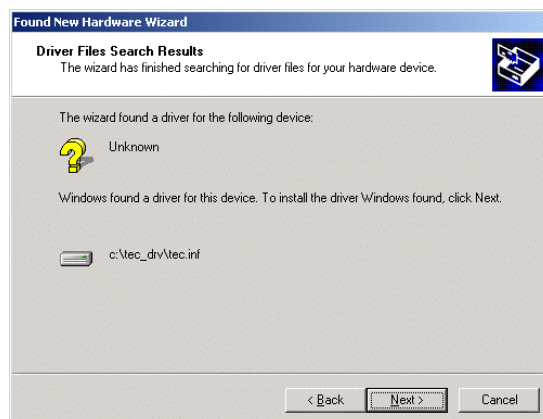 Found New Hardware Wizard
Driver Files Search Results
The wizard has finished searching for driver files for your hardware device.
The wizard found a driver for the following device:
Unknown
Windows found a driver for this device. To install the driver Windows found, click Next.
c:\tec_drv\tec.inf
< Back Next > Cancel